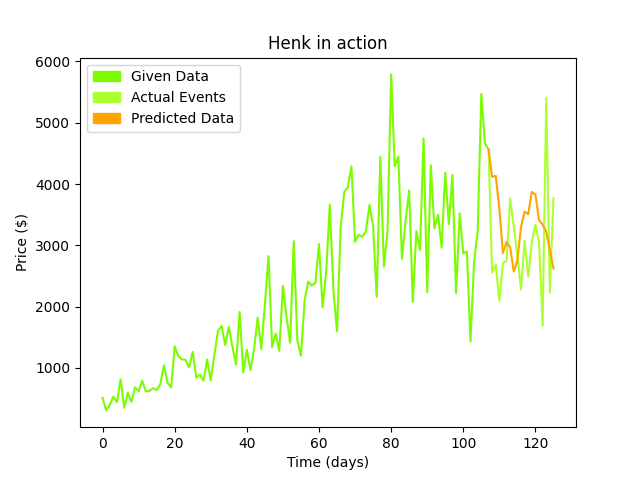 Henk in action
Given Data
Actual Events
Predicted Data
6000
5000
4000
3000
2000
1000
Price ($)
0 20 40 60 80 100 120
Time (days)